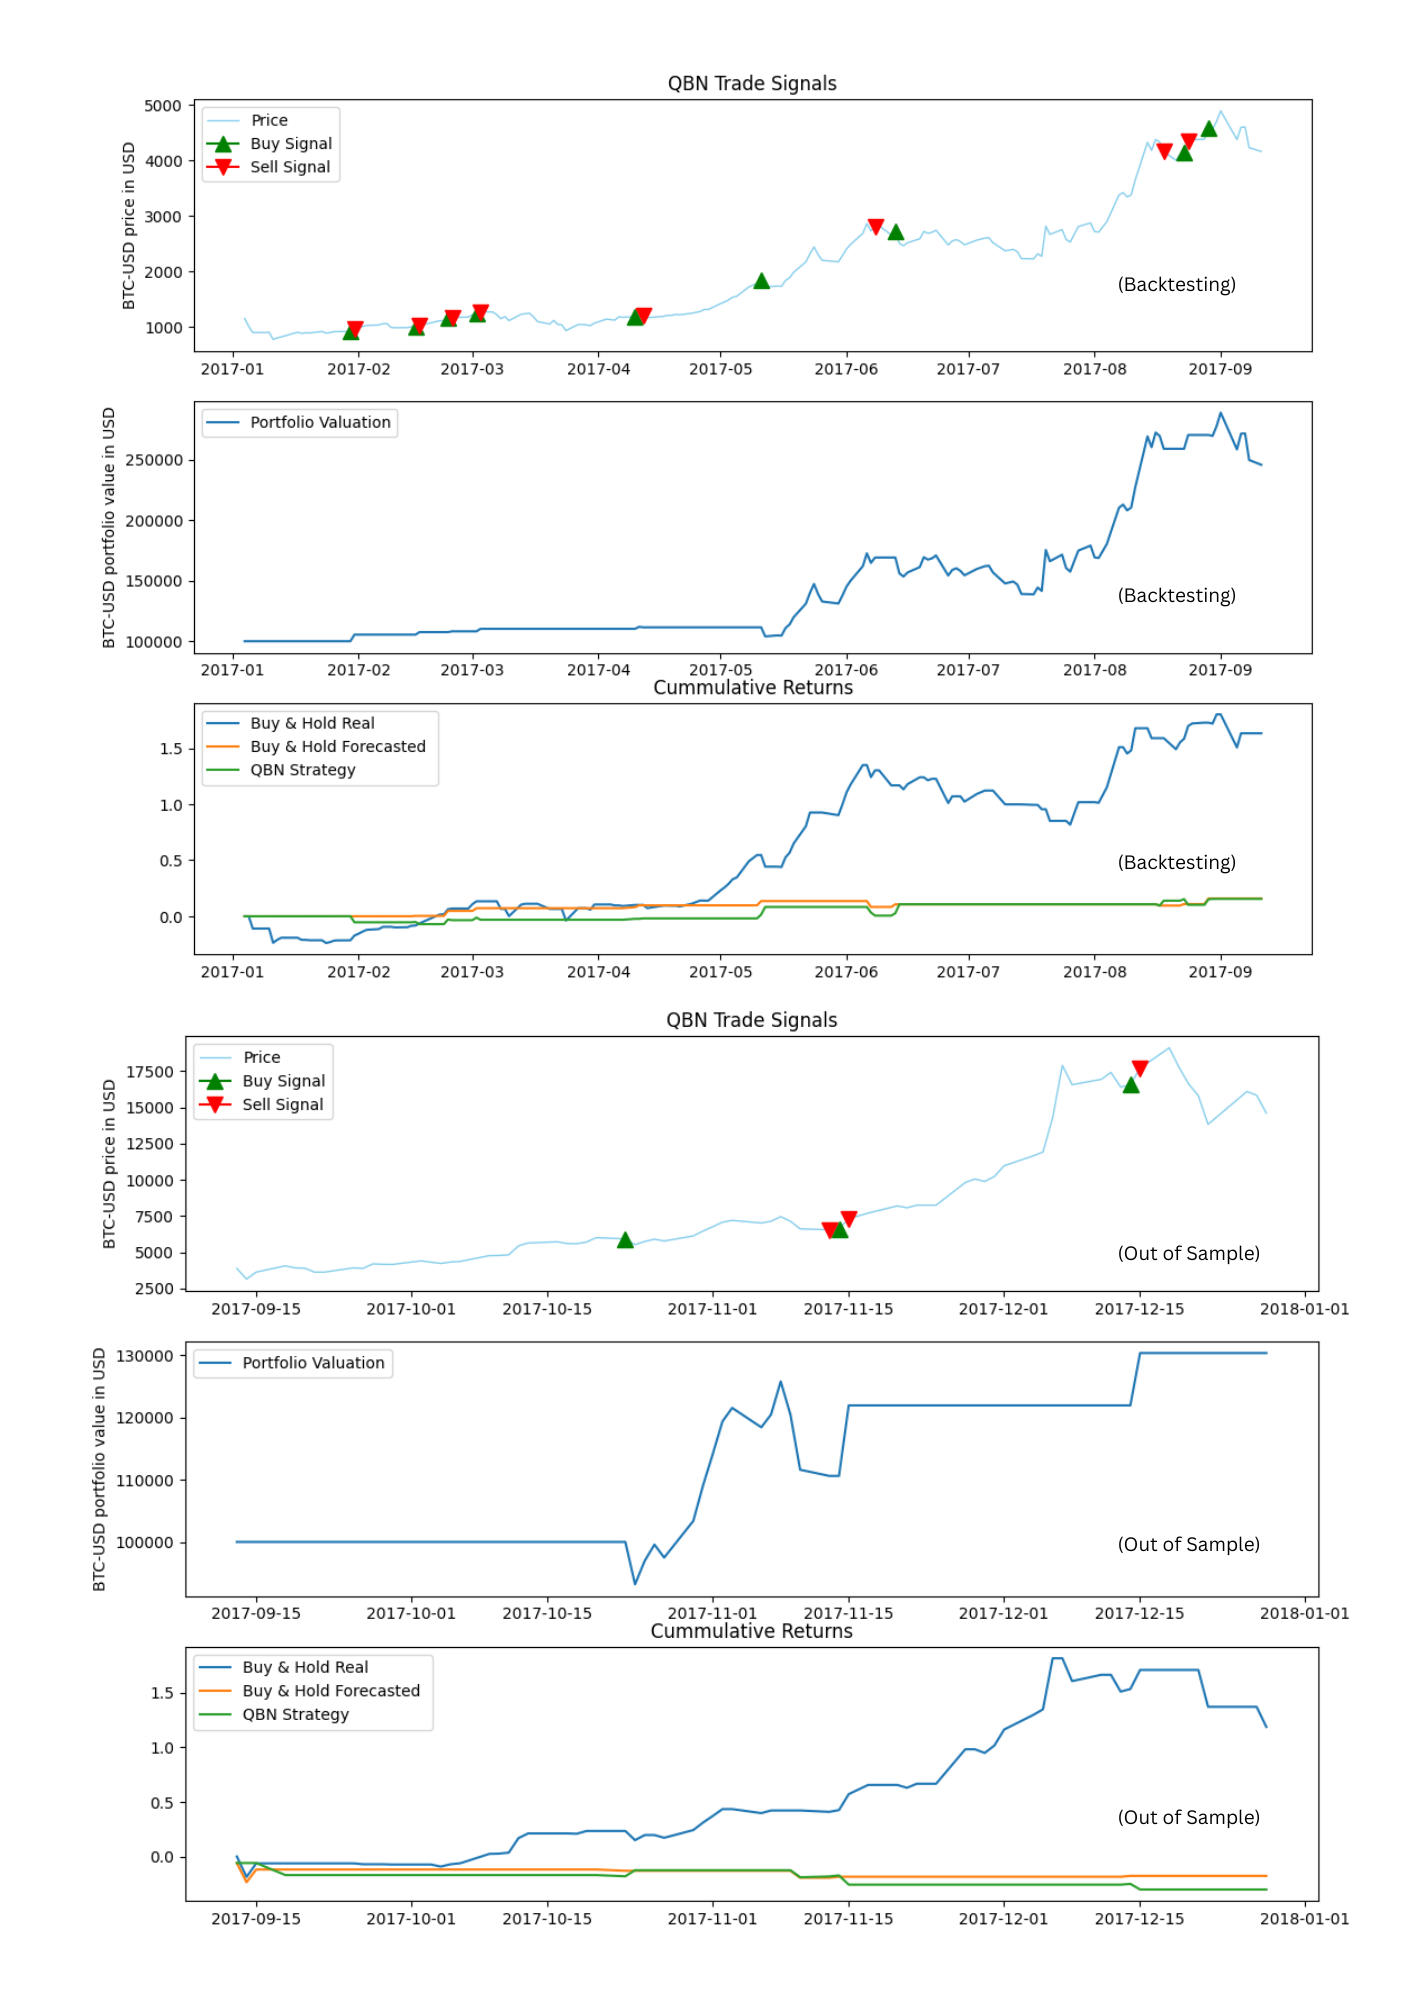 QBN Trade Signals
BTC-USD price in USD
5000
4000
3000
2000
1000
Price
Buy Signal
Sell Signal
(Backtesting)
2017-01 2017-02 2017-03 2017-04 2017-05 2017-06 2017-07 2017-08 2017-09
BTC-USD portfolio value in USD
250000
200000
150000
100000
Portfolio Valuation
(Backtesting)
2017-01 2017-02 2017-03 2017-04 2017-05 2017-06 2017-07 2017-08 2017-09
Cummulative Returns
1.5
1.0
0.5
0.0
Buy & Hold Real
Buy & Hold Forecasted
QBN Strategy
(Backtesting)
2017-01 2017-02 2017-03 2017-04 2017-05 2017-06 2017-07 2017-08 2017-09
QBN Trade Signals
BTC-USD price in USD
17500
15000
12500
10000
7500
5000
2500
Price
Buy Signal
Sell Signal
(Out of Sample)
2017-09-15 2017-10-01 2017-10-15 2017-11-01 2017-11-15 2017-12-01 2017-12-15 2018-01-01
BTC-USD portfolio value in USD
130000
120000
110000
100000
Portfolio Valuation
(Out of Sample)
2017-09-15 2017-10-01 2017-10-15 2017-11-01 2017-11-15 2017-12-01 2017-12-15 2018-01-01
Cummulative Returns
1.5
1.0
0.5
0.0
Buy & Hold Real
Buy & Hold Forecasted
QBN Strategy
(Out of Sample)
2017-09-15 2017-10-01 2017-10-15 2017-11-01 2017-11-15 2017-12-01 2017-12-15 2018-01-01